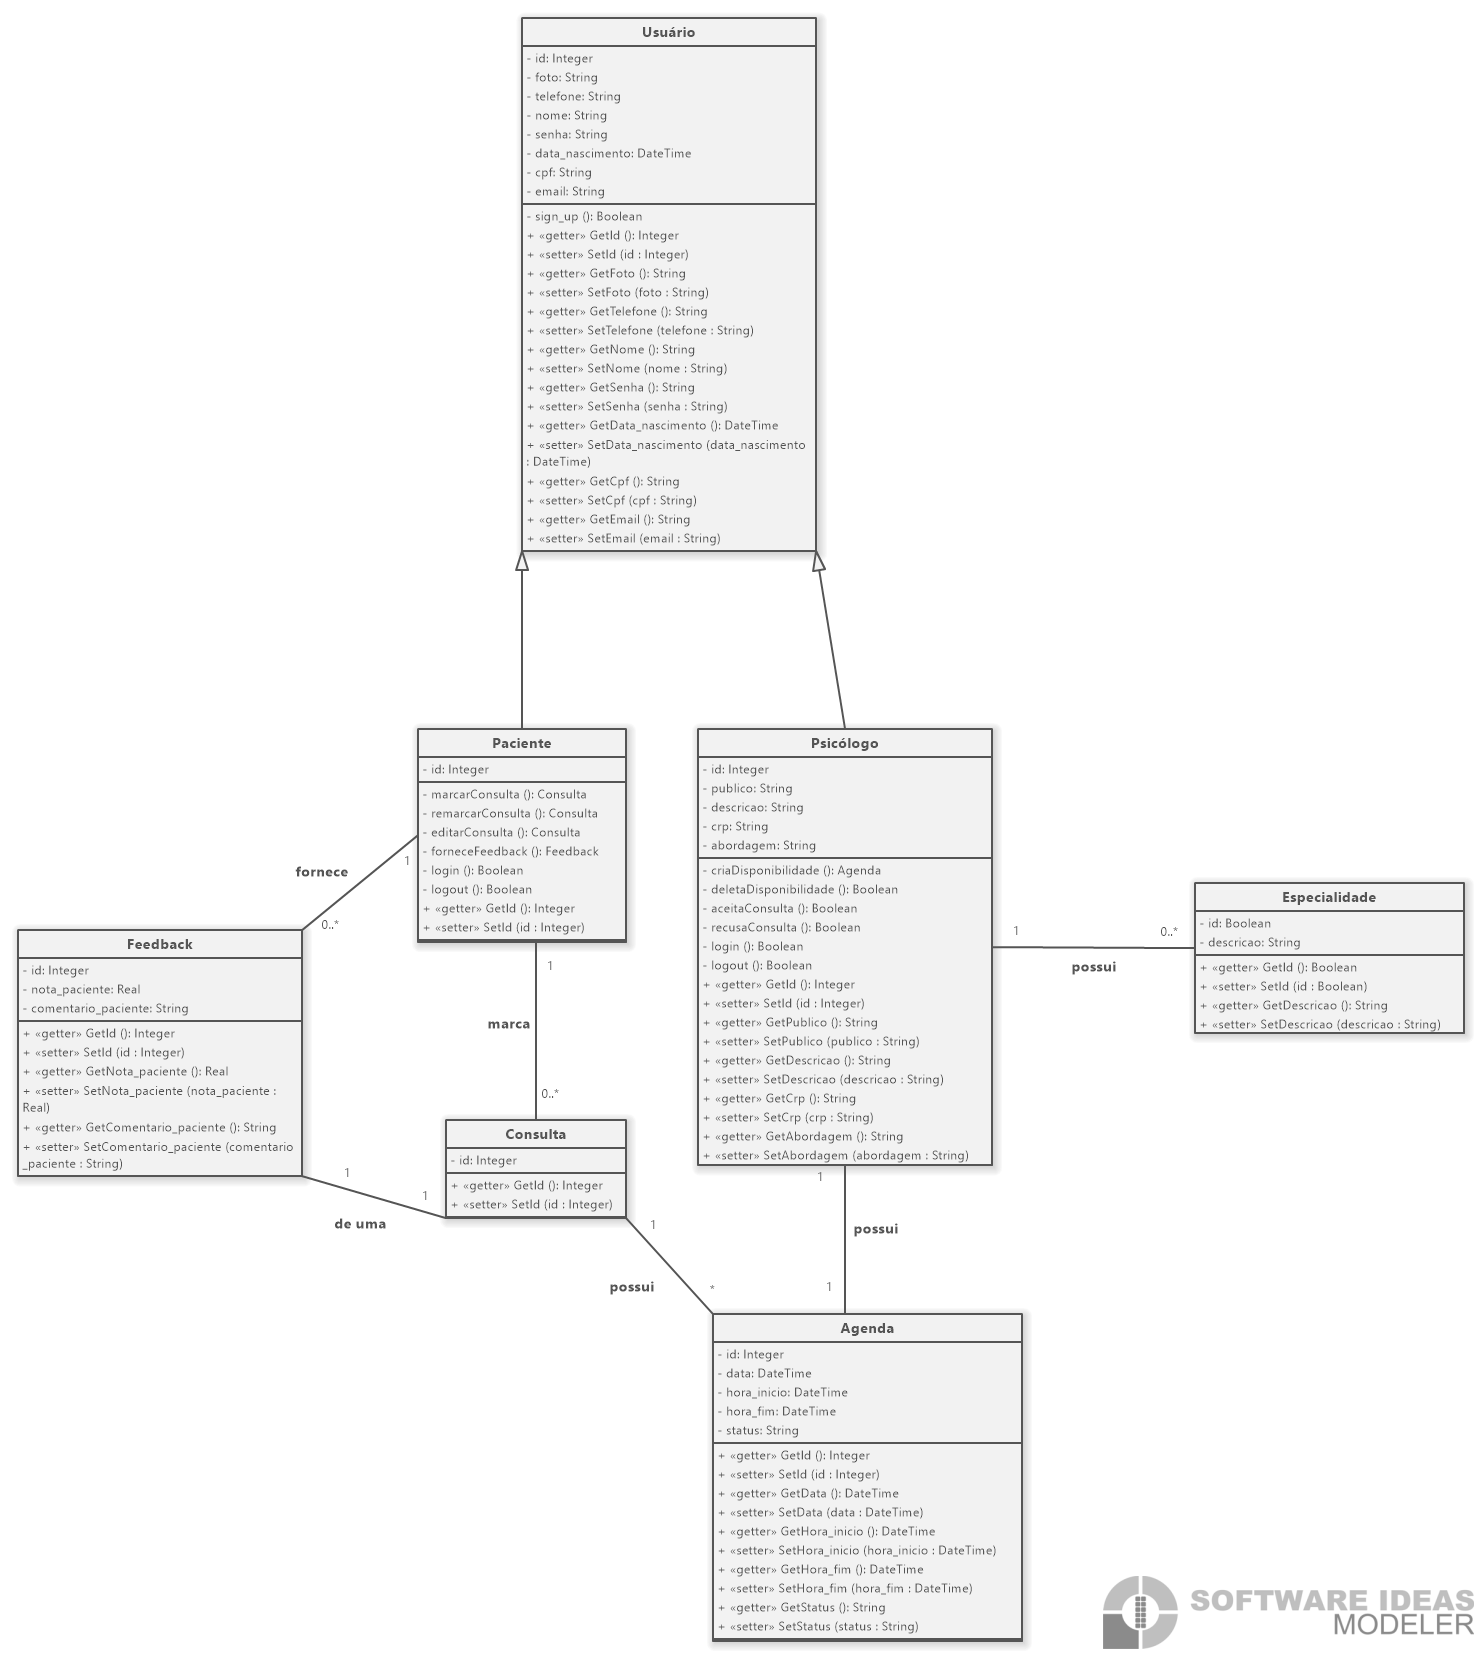 Usuário
- id: Integer
- foto: String
- telefone: String
- nome: String
- senha: String
- data_nascimento: DateTime
- cpf: String
- email: String
- sign_up (): Boolean
+ «getter» GetId (): Integer
+ «setter» SetId (id : Integer)
+ «getter» GetFoto (): String
+ «setter» SetFoto (foto : String)
+ «getter» GetTelefone (): String
+ «setter» SetTelefone (telefone : String)
+ «getter» GetNome (): String
+ «setter» SetNome (nome : String)
+ «getter» GetSenha (): String
+ «setter» SetSenha (senha : String)
+ «getter» GetData_nascimento (): DateTime
+ «setter» SetData_nascimento (data_nascimento
: DateTime)
+ «getter» GetCpf (): String
+ «setter» SetCpf (cpf : String)
+ «getter» GetEmail (): String
+ «setter» SetEmail (email : String)
Paciente
- id: Integer
- marcarConsulta (): Consulta
- remarcarConsulta (): Consulta
- editarConsulta (): Consulta
- forneceFeedback (): Feedback
- login (): Boolean
- logout (): Boolean
+ «getter» GetId (): Integer
+ «setter» SetId (id : Integer)
Psicólogo
- id: Integer
- publico: String
- descricao: String
- crp: String
- abordagem: String
- criaDisponibilidade (): Agenda
- deletaDisponibilidade (): Boolean
- aceitaConsulta (): Boolean
- recusaConsulta (): Boolean
- login (): Boolean
- logout (): Boolean
+ «getter» GetId (): Integer
+ «setter» SetId (id : Integer)
+ «getter» GetPublico (): String
+ «setter» SetPublico (publico : String)
+ «getter» GetDescricao (): String
+ «setter» SetDescricao (descricao : String)
+ «getter» GetCrp (): String
+ «setter» SetCrp (crp : String)
+ «getter» GetAbordagem (): String
+ «setter» SetAbordagem (abordagem : String)
1
0..*
possui
Especialidade
- id: Boolean
- descricao: String
+ «getter» GetId (): Boolean
+ «setter» SetId (id : Boolean)
+ «getter» GetDescricao (): String
+ «setter» SetDescricao (descricao : String)
1
fornece
0..*
Feedback
- id: Integer
- nota_paciente: Real
- comentario_paciente: String
+ «getter» GetId (): Integer
+ «setter» SetId (id : Integer)
+ «getter» GetNota_paciente (): Real
+ «setter» SetNota_paciente (nota_paciente :
Real)
+ «getter» GetComentario_paciente (): String
+ «setter» SetComentario_paciente (comentario
_paciente : String)
1
marca
0..*
Consulta
- id: Integer
+ «getter» GetId (): Integer
+ «setter» SetId (id : Integer)
1
1
de uma
1
possui
*
1
possui
1
Agenda
- id: Integer
- data: DateTime
- hora_inicio: DateTime
- hora_fim: DateTime
- status: String
+ «getter» GetId (): Integer
+ «setter» SetId (id : Integer)
+ «getter» GetData (): DateTime
+ «setter» SetData (data : DateTime)
+ «getter» GetHora_inicio (): DateTime
+ «setter» SetHora_inicio (hora_inicio : DateTime)
+ «getter» GetHora_fim (): DateTime
+ «setter» SetHora_fim (hora_fim : DateTime)
+ «getter» GetStatus (): String
+ «setter» SetStatus (status : String)
SOFTWARE IDEAS
MODELER